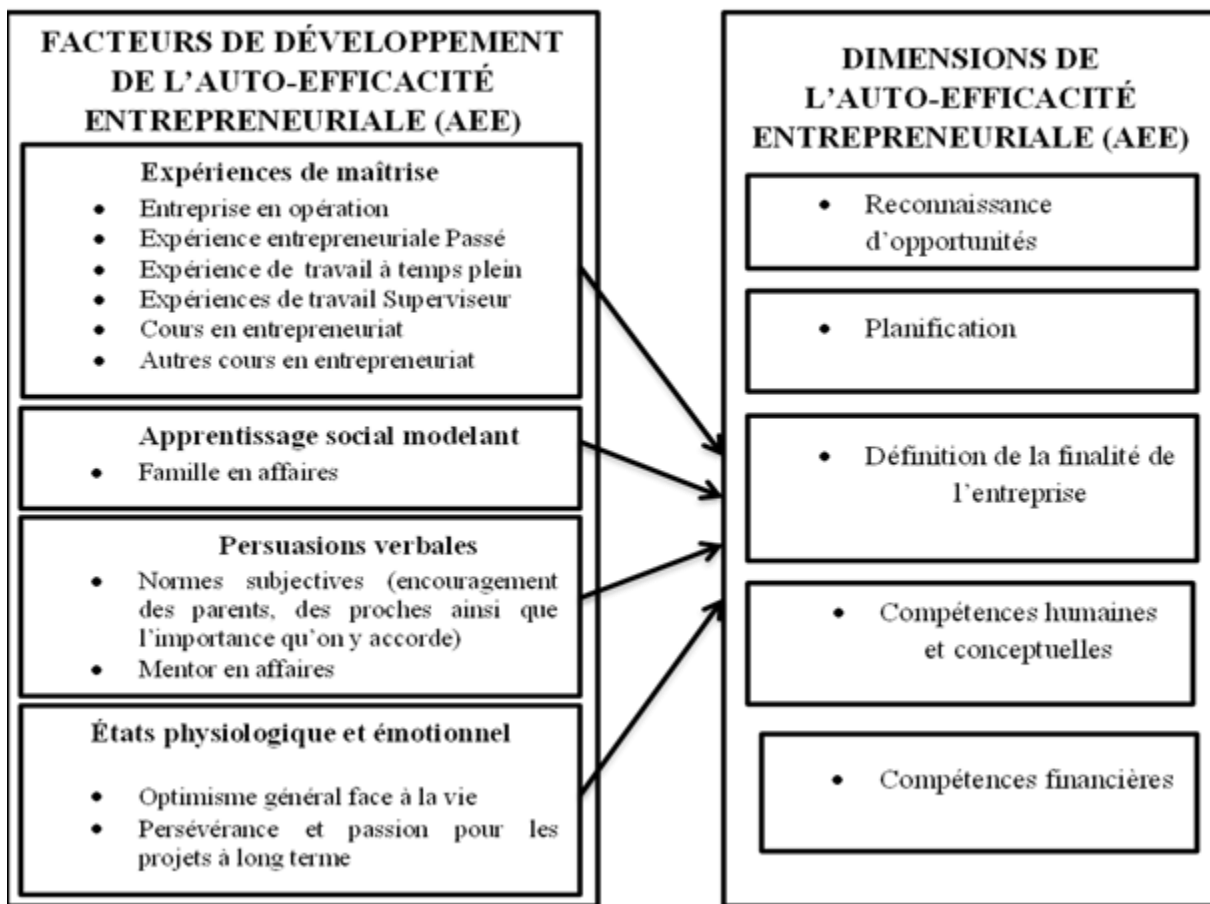 FACTEURS DE DÉVELOPPEMENT
DE L'AUTO-EFFICACITÉ
ENTREPRENEURIALE (AEE)
Expériences de maîtrise
• Entreprise en opération
• Expérience entrepreneuriale Passé
• Expérience de travail à temps plein
• Expériences de travail Superviseur
• Cours en entrepreneuriat
• Autres cours en entrepreneuriat
Apprentissage social modelant
• Famille en affaires
Persuasions verbales
• Normes subjectives (encouragement
des parents, des proches ainsi que
l'importance qu'on y accorde)
• Mentor en affaires
États physiologique et émotionnel
• Optimisme général face à la vie
• Persévérance et passion pour les
projets à long terme
DIMENSIONS DE
L'AUTO-EFFICACITÉ
ENTREPRENEURIALE (AEE)
• Reconnaissance
d'opportunités
• Planification
• Définition de la finalité de
l'entreprise
• Compétences humaines
et conceptuelles
• Compétences financières